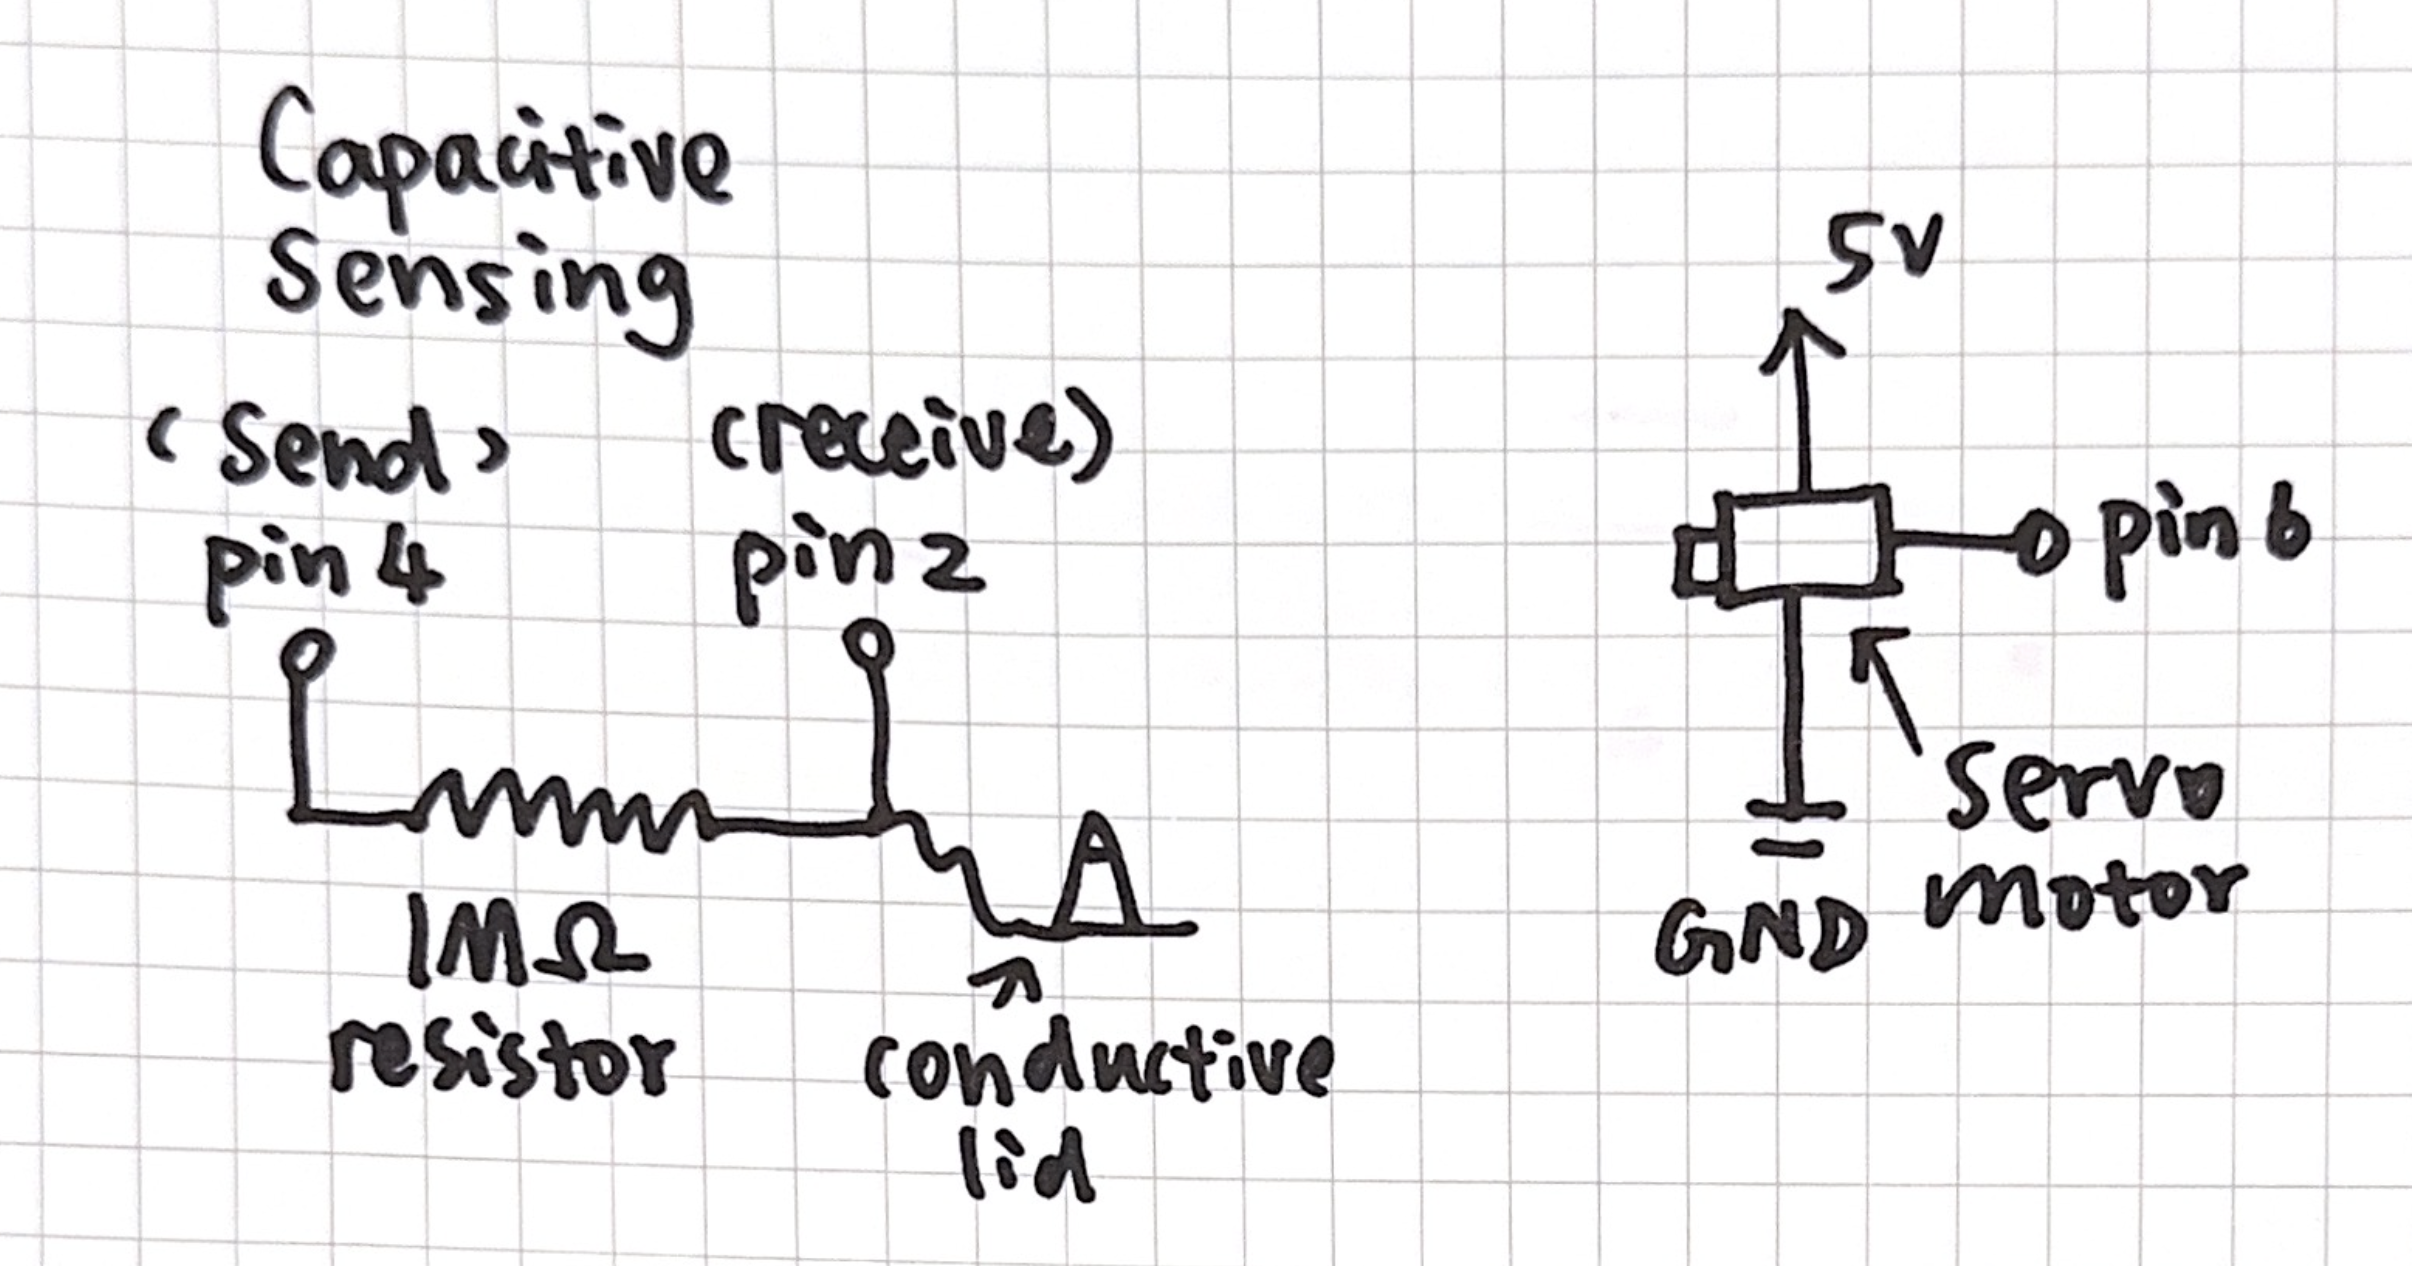 Capacitive
Sensing
(Send)
pin 4
(receive)
pin 2
1MΩ
resistor
conductive
lid
5V
pin 6
servo
motor
GND